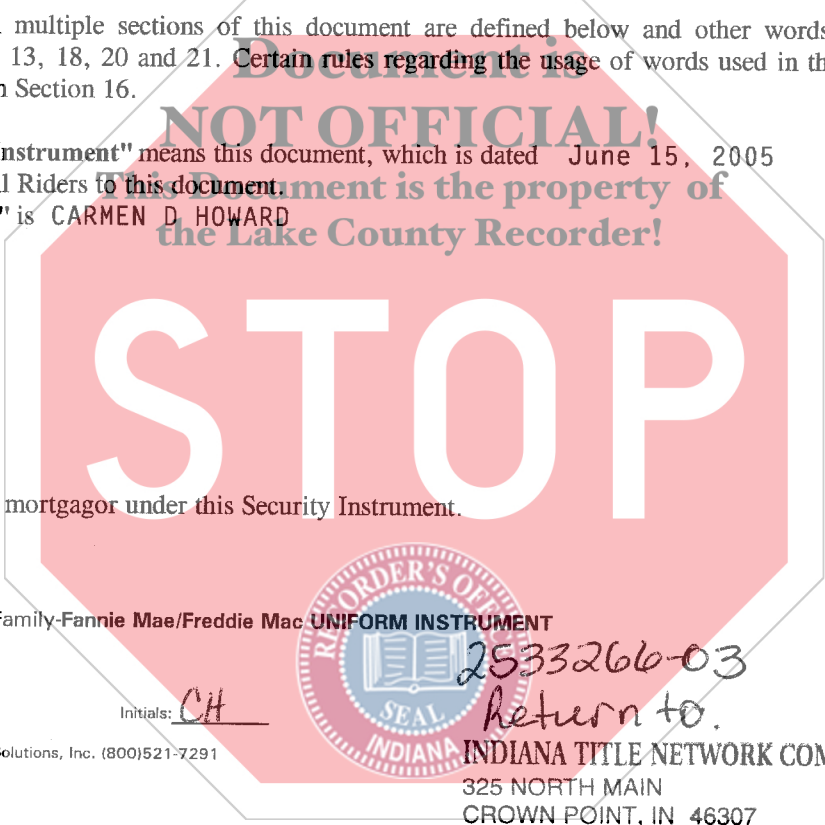 multiple sections of this document are defined below and other words
13, 18, 20 and 21. Certain rules regarding the usage of words used in th
n Section 16.
Document is
NOT OFFICIAL!
nstrument" means this document, which is dated June 15, 2005
l Riders to this document.
This Document is the property of
" is CARMEN D HOWARD
the Lake County Recorder!
STOP
mortgagor under this Security Instrument.
RECORDER'S OFFICE
SEAL
INDIANA
amily-Fannie Mae/Freddie Mac UNIFORM INSTRUMENT
2533266-03
Initials: CH
Return to.
olutions, Inc. (800)521-7291
INDIANA TITLE NETWORK COM
325 NORTH MAIN
CROWN POINT, IN 46307